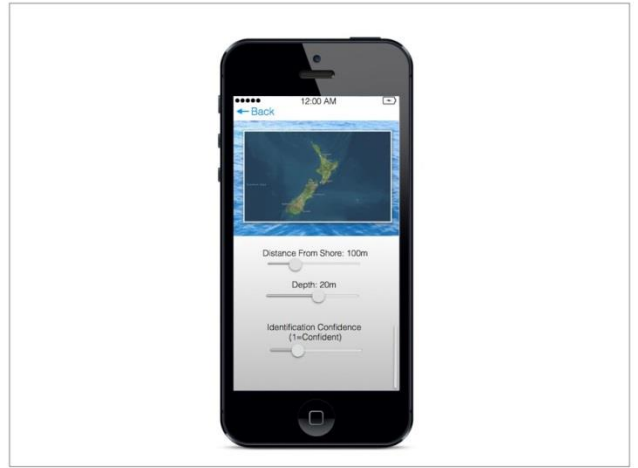 12:00 AM
← Back
Distance From Shore: 100m
Depth: 20m
Identification Confidence
(1=Confident)